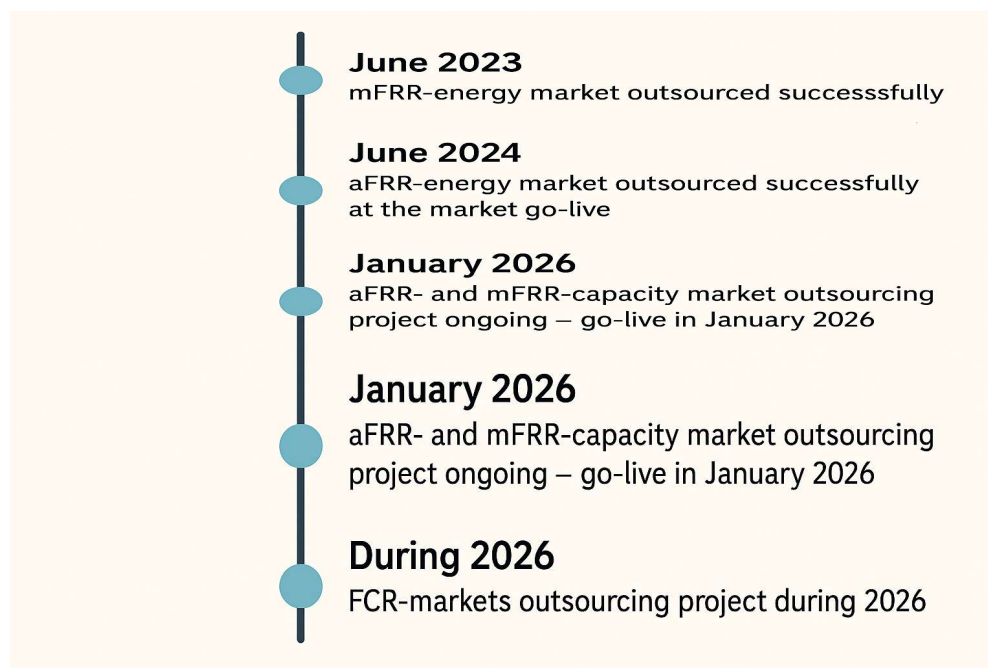 June 2023
mFRR-energy market outsourced successsfully
June 2024
aFRR-energy market outsourced successfully
at the market go-live
January 2026
aFRR- and mFRR-capacity market outsourcing
project ongoing – go-live in January 2026
January 2026
aFRR- and mFRR-capacity market outsourcing
project ongoing – go-live in January 2026
During 2026
FCR-markets outsourcing project during 2026